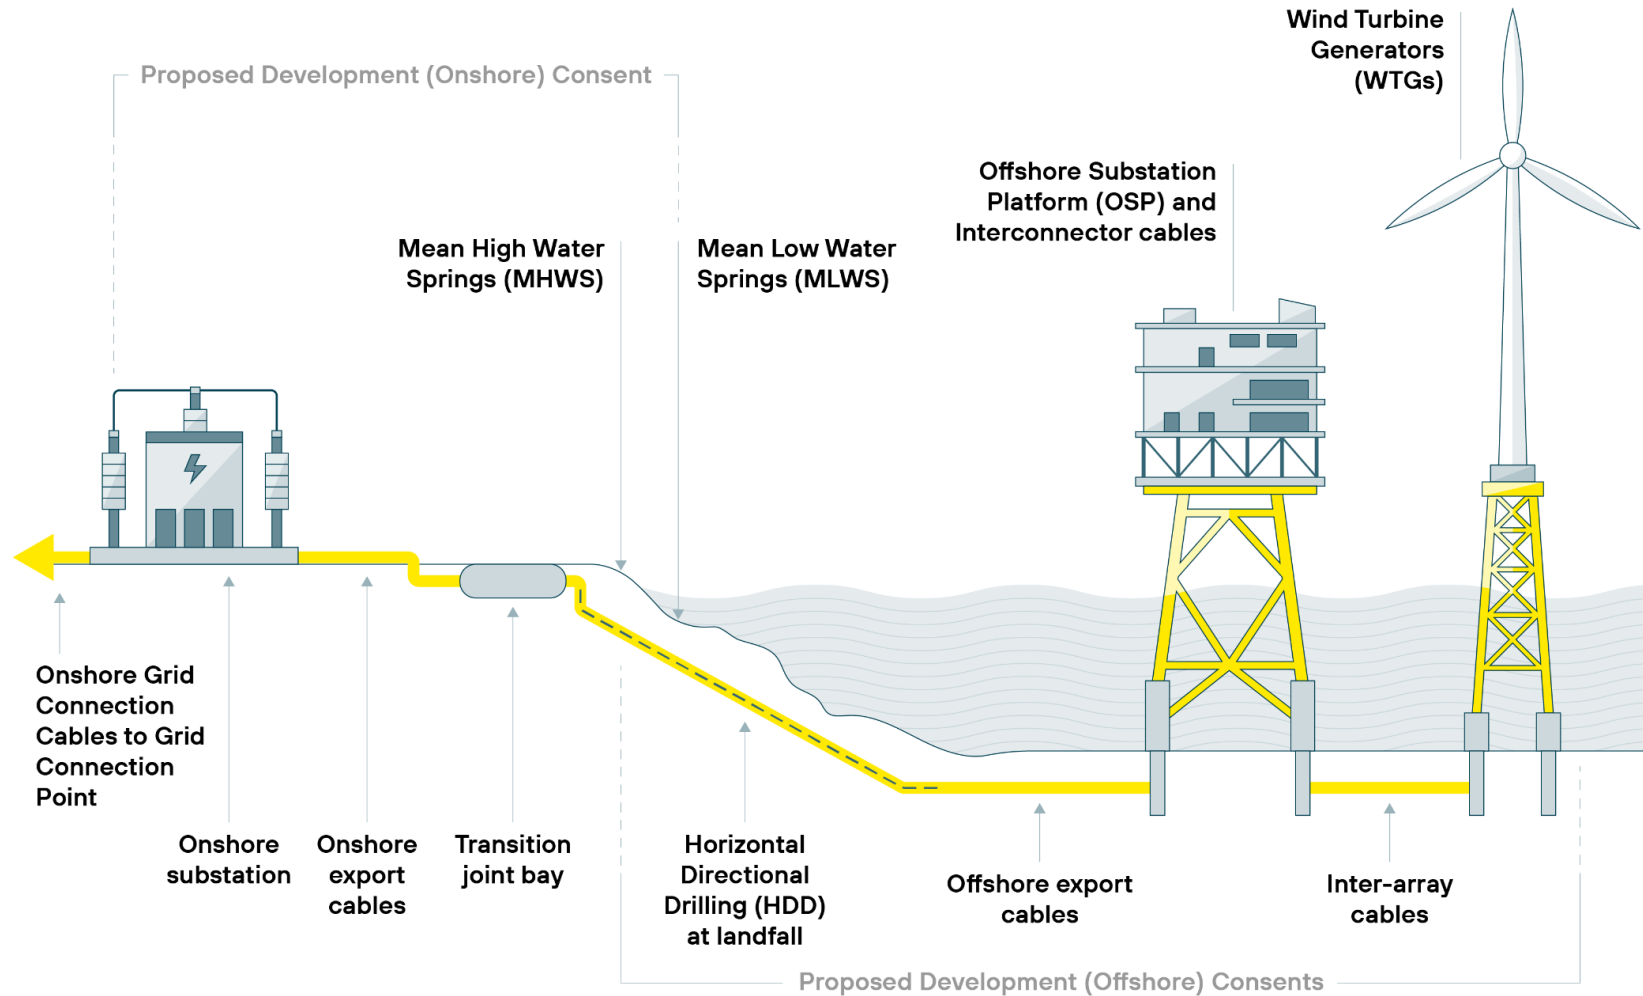 Wind Turbine
Generators
(WTGs)
Proposed Development (Onshore) Consent
Offshore Substation
Platform (OSP) and
Interconnector cables
Mean High Water
Springs (MHWS)
Mean Low Water
Springs (MLWS)
Onshore Grid
Connection
Cables to Grid
Connection
Point
Onshore
substation
Onshore
export
cables
Transition
joint bay
Horizontal
Directional
Drilling (HDD)
at landfall
Offshore export
cables
Inter-array
cables
Proposed Development (Offshore) Consents